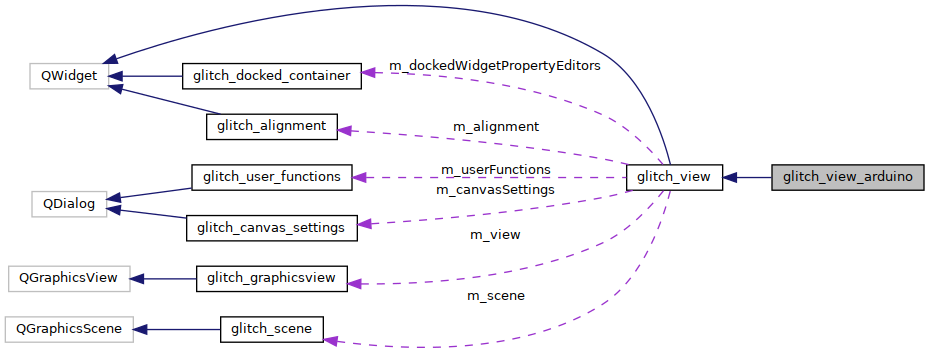 m_dockedWidgetPropertyEditors
QWidget
glitch_docked_container
glitch_alignment
m_alignment
glitch_user_functions
m_userFunctions
glitch_view
glitch_view_arduino
m_canvasSettings
QDialog
glitch_canvas_settings
m_view
QGraphicsView
glitch_graphicsview
m_scene
QGraphicsScene
glitch_scene